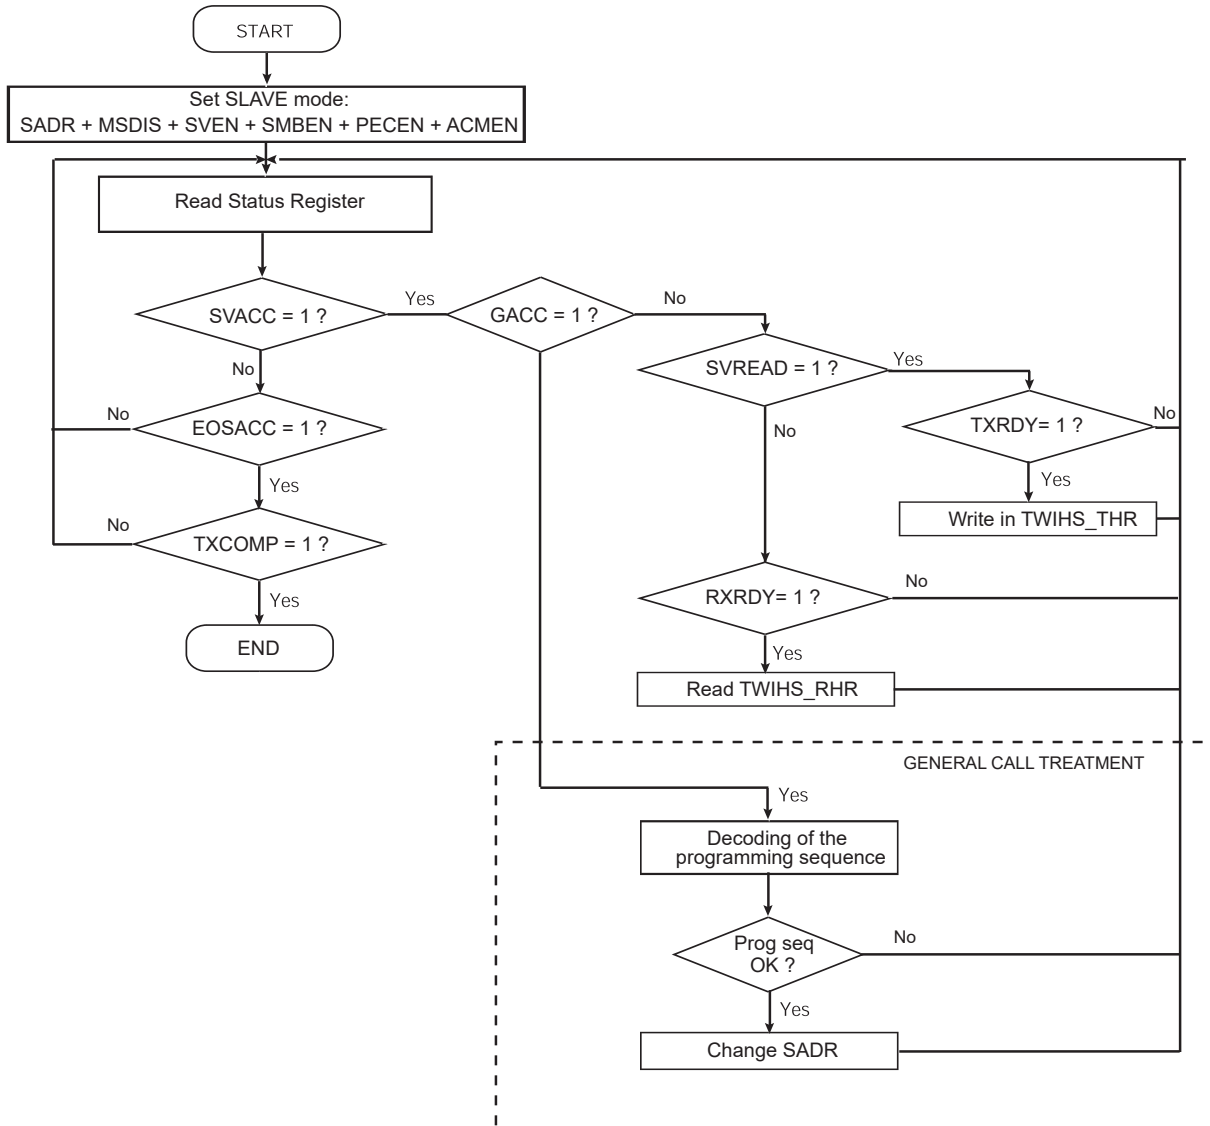 START
Set SLAVE mode:
SADR + MSDIS + SVEN + SMBEN + PECEN + ACMEN
Read Status Register
SVACC = 1 ?
Yes
GACC = 1 ?
No
SVREAD = 1 ?
Yes
No
EOSACC = 1 ?
No
TXRDY= 1 ?
No
No
Yes
Yes
Write in TWIHS_THR
No
TXCOMP = 1 ?
Yes
RXRDY= 1 ?
No
END
Yes
Read TWIHS_RHR
GENERAL CALL TREATMENT
Yes
Decoding of the
programming sequence
Prog seq
OK ?
No
Yes
Change SADR